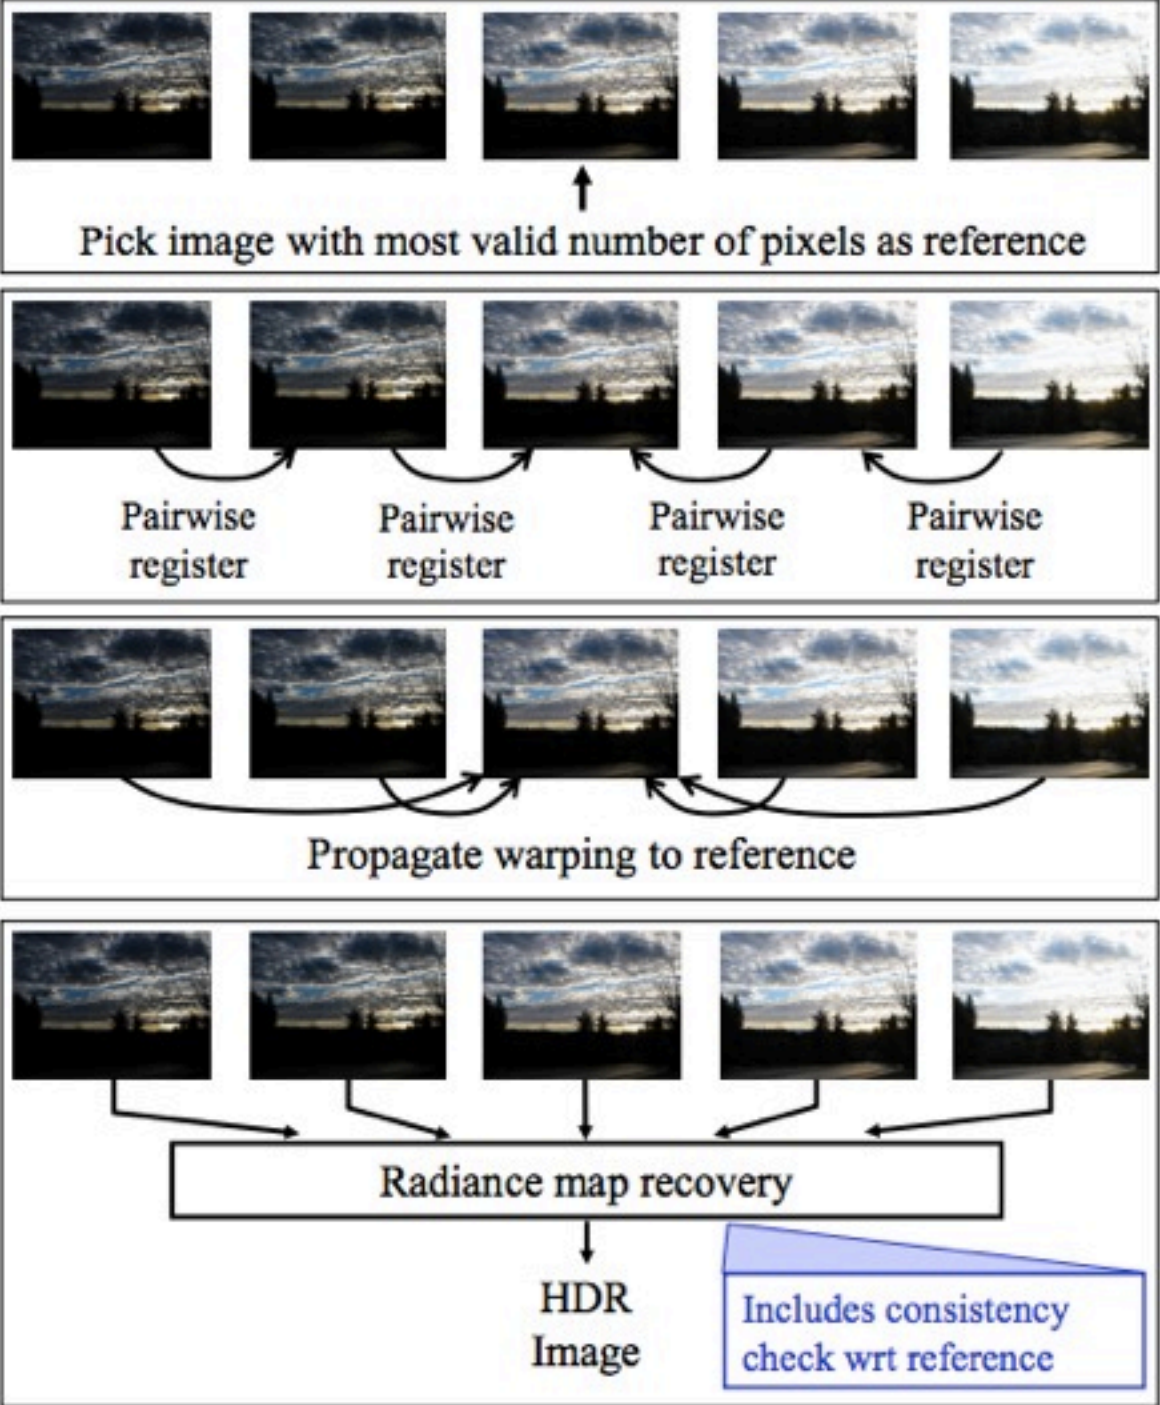 Pick image with most valid number of pixels as reference
Pairwise
register
Pairwise
register
Pairwise
register
Pairwise
register
Propagate warping to reference
Radiance map recovery
HDR
Image
Includes consistency
check wrt reference